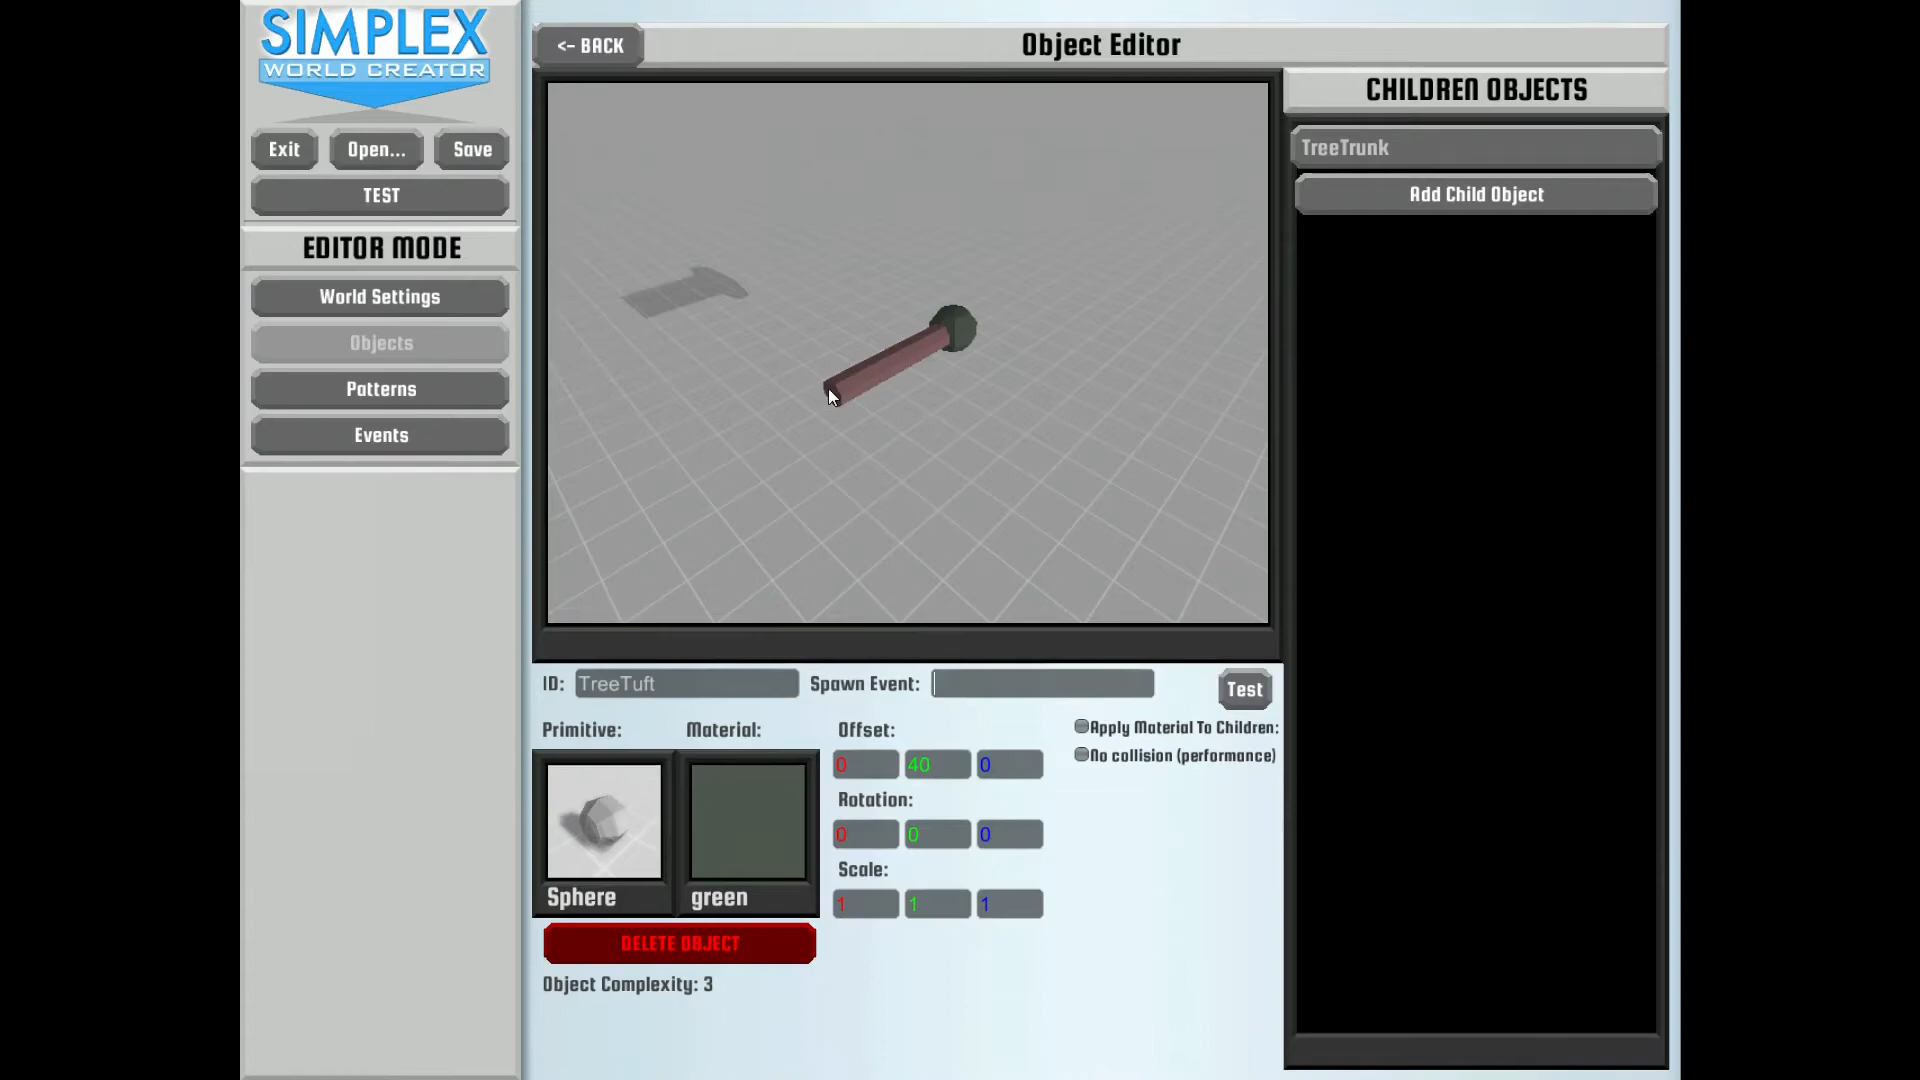 SIMPLEX
WORLD CREATOR
Exit
Open...
Save
TEST
EDITOR MODE
World Settings
Objects
Patterns
Events
<- BACK
Object Editor
CHILDREN OBJECTS
TreeTrunk
Add Child Object
ID: TreeTuft
Spawn Event:
Test
Primitive:
Material:
Sphere
green
Offset:
0 40 0
Rotation:
0 0 0
Scale:
1 1 1
Apply Material To Children:
No collision (performance)
DELETE OBJECT
Object Complexity: 3